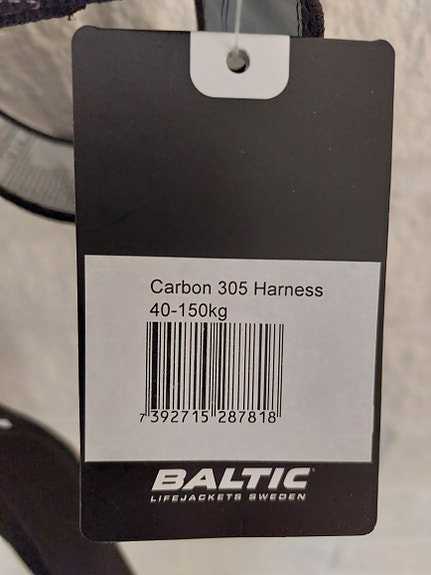 Carbon 305 Harness
40-150kg
7 392715 287818
BALTIC
LIFEJACKETS SWEDEN